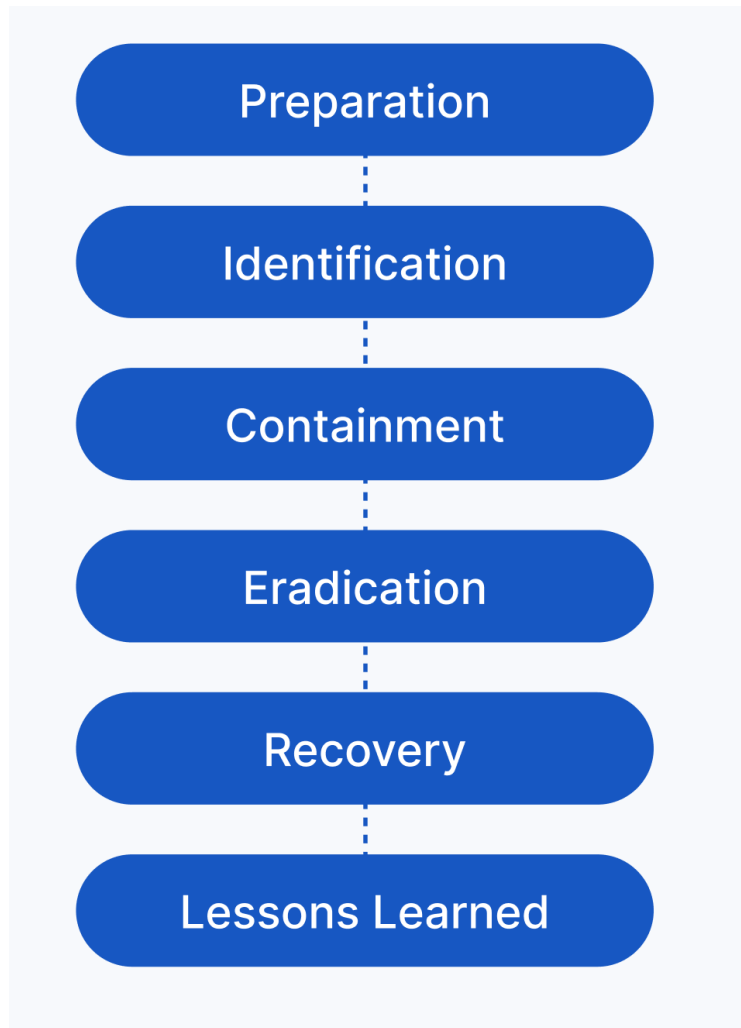 Preparation
Identification
Containment
Eradication
Recovery
Lessons Learned